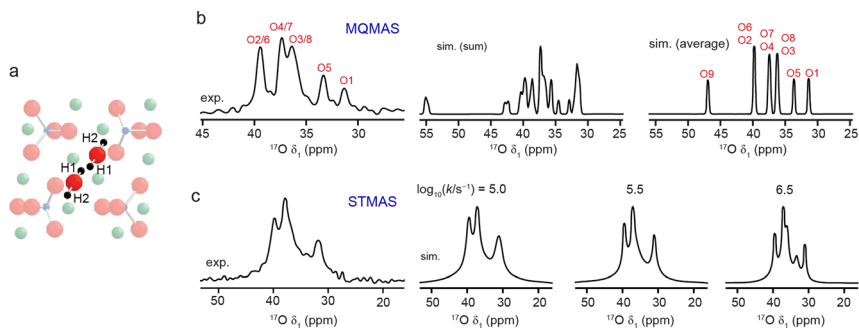 a
H2
H1
H1
H2
b
MQMAS
O2/6
O4/7
O3/8
O5
O1
exp.
45 40 35 30
¹⁷O δ₁ (ppm)
sim. (sum)
55 50 45 40 35 30 25
¹⁷O δ₁ (ppm)
sim. (average)
O9
O6
O2
O7
O4
O8
O3
O5
O1
55 50 45 40 35 30 25
¹⁷O δ₁ (ppm)
c
STMAS
exp.
50 40 30 20
¹⁷O δ₁ (ppm)
log₁₀(k/s⁻¹) = 5.0
sim.
50 40 30 20
¹⁷O δ₁ (ppm)
5.5
50 40 30 20
¹⁷O δ₁ (ppm)
6.5
50 40 30 20
¹⁷O δ₁ (ppm)